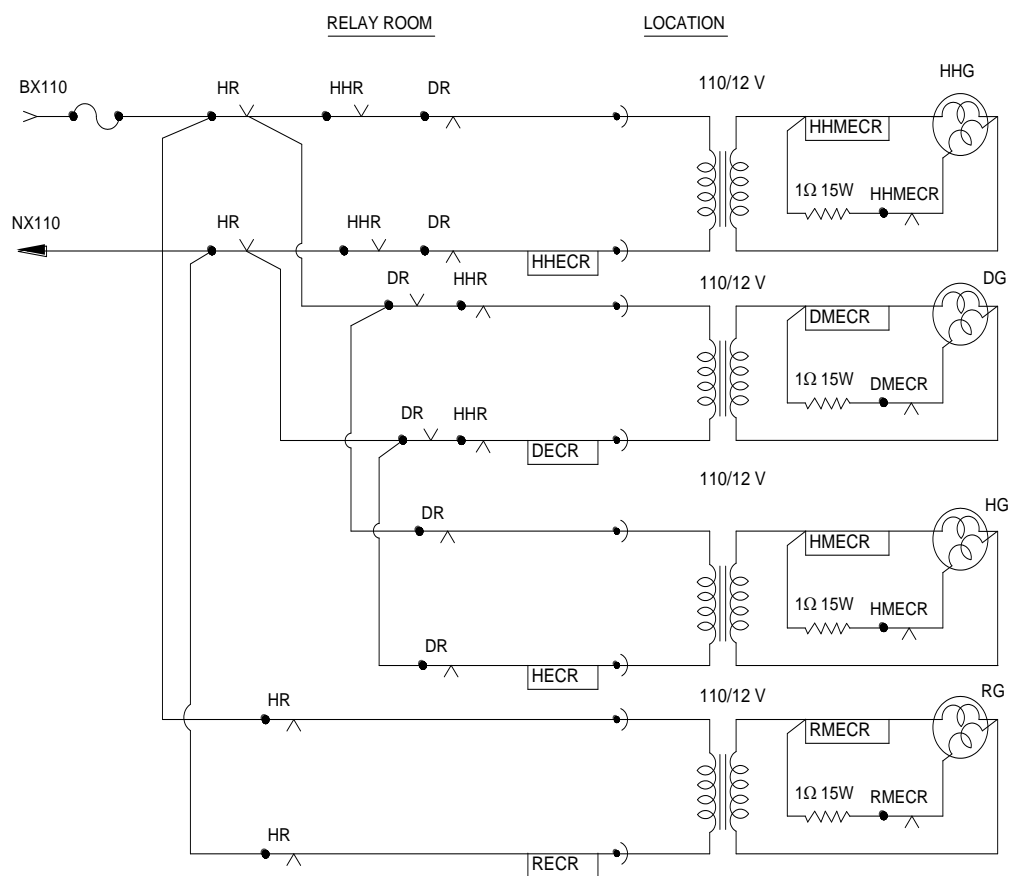 RELAY ROOM
LOCATION
BX110
HR
HHR
DR
110/12 V
HHG
HHMECR
1Ω 15W
HHMECR
NX110
HR
HHR
DR
HHECR
110/12 V
DG
DR
HHR
DMECR
1Ω 15W
DMECR
DR
HHR
DECR
110/12 V
HG
DR
HMECR
1Ω 15W
HMECR
DR
HECR
110/12 V
RG
HR
RMECR
1Ω 15W
RMECR
HR
RECR